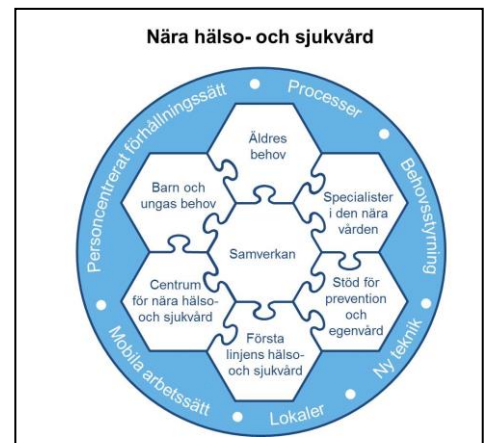 Nära hälso- och sjukvård
Personcentrerat förhållningssätt
Processer
Behovsstyrning
Ny teknik
Lokaler
Mobila arbetssätt
Äldres
behov
Barn och
ungas behov
Specialister
i den nära
vården
Samverkan
Centrum
för nära hälso-
och sjukvård
Stöd för
prevention
och
egenvård
Första
linjens hälso-
och sjukvård